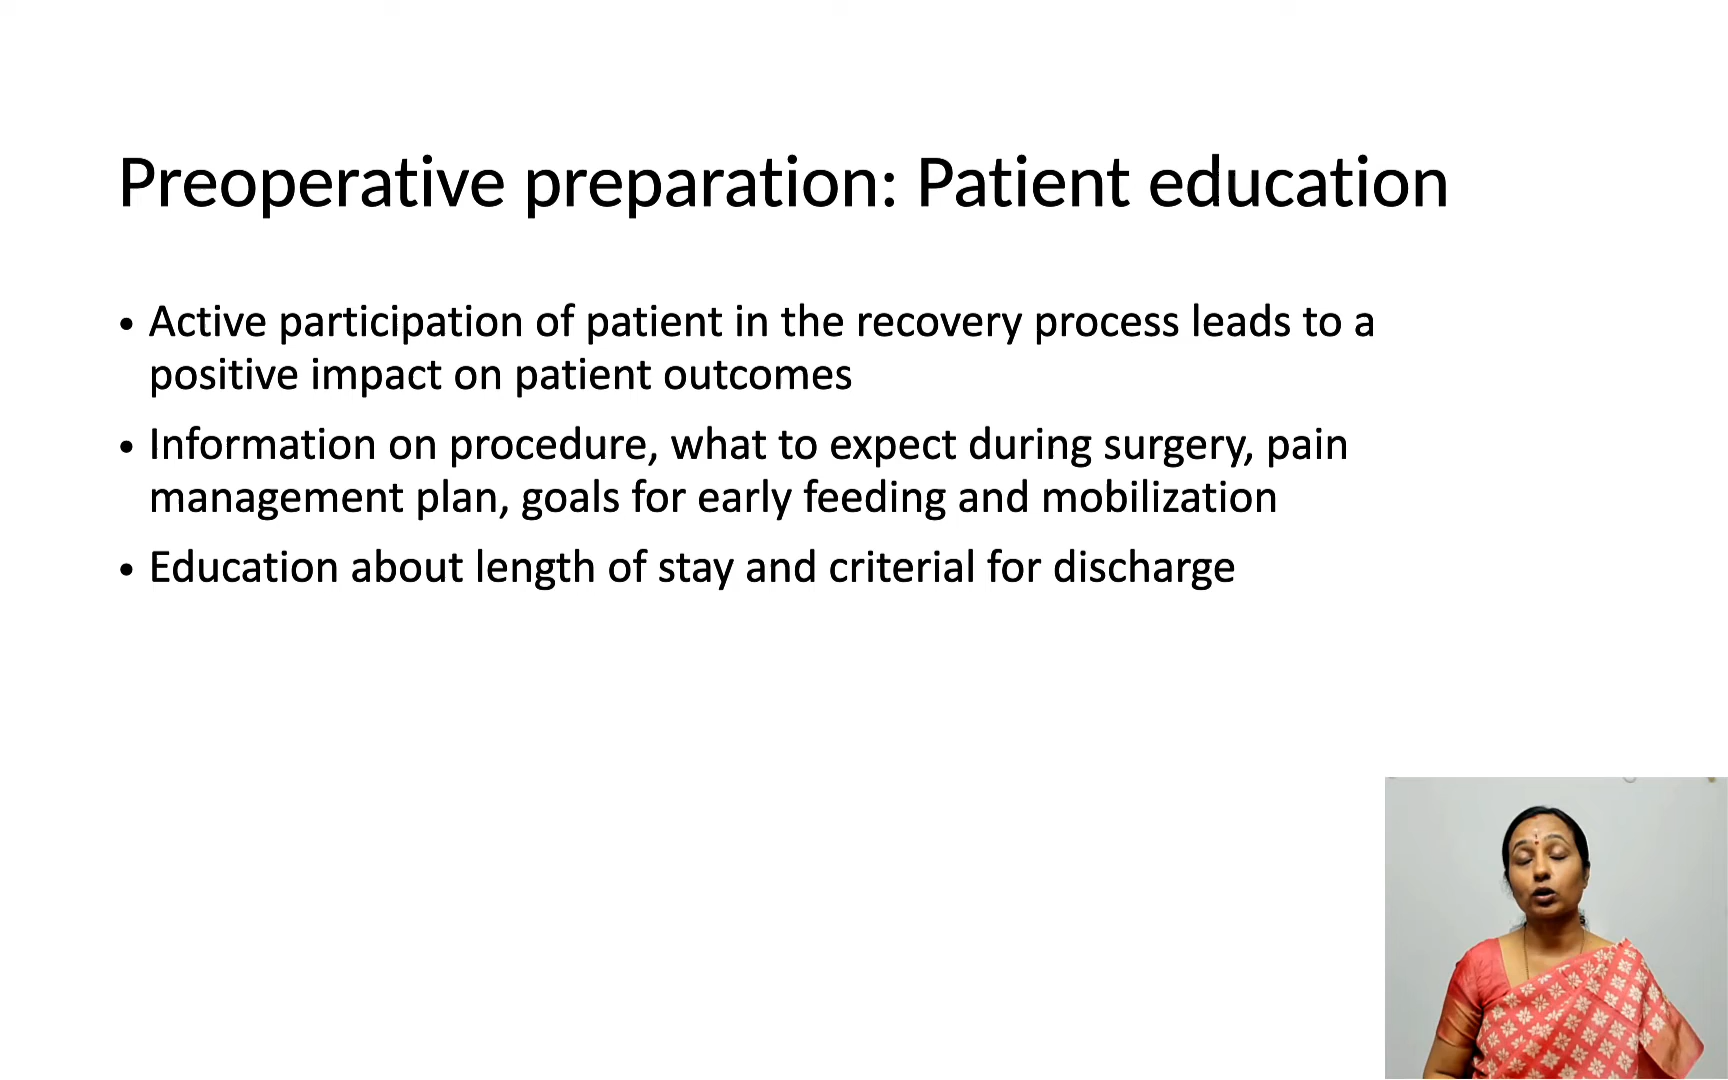 Preoperative preparation: Patient education
• Active participation of patient in the recovery process leads to a
positive impact on patient outcomes
• Information on procedure, what to expect during surgery, pain
management plan, goals for early feeding and mobilization
• Education about length of stay and criterial for discharge